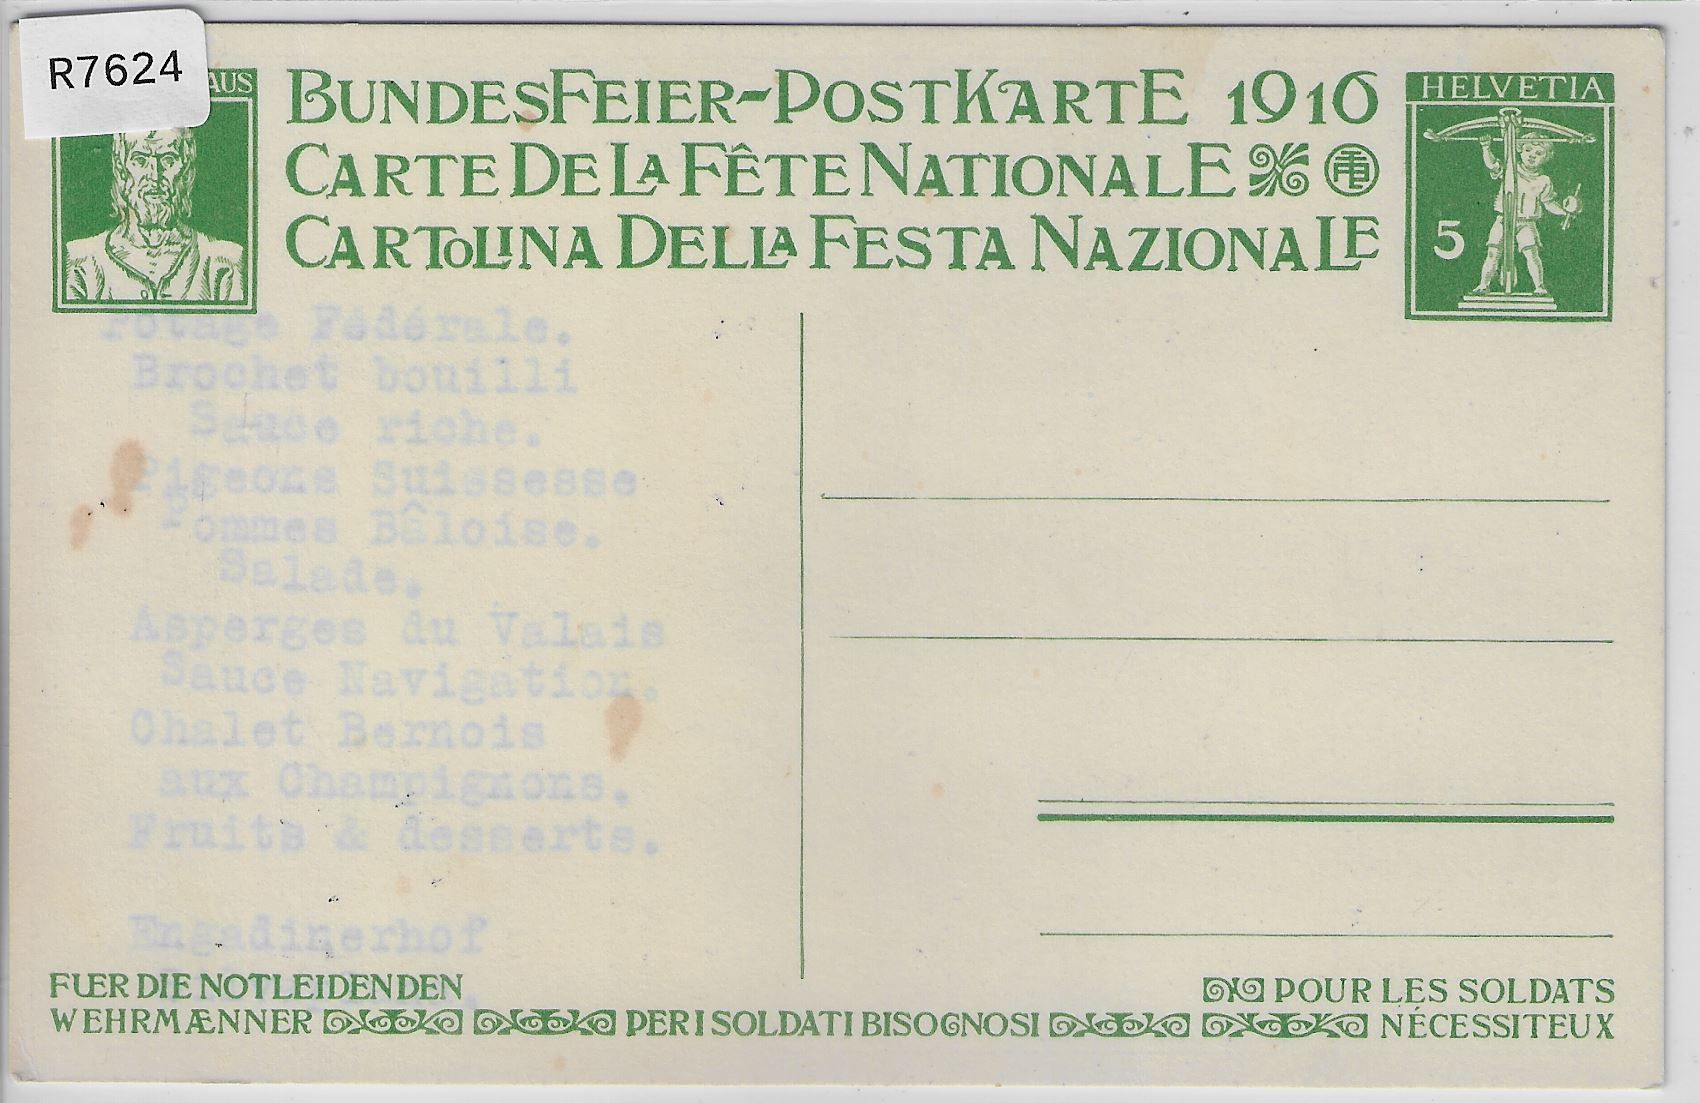 R7624
AUS
BUNDESFEIER-POSTKARTE 1916
CARTE DE LA FÊTE NATIONALE
CARTOLINA DELLA FESTA NAZIONALE
HELVETIA
5
Potage Fédérale.
Brochet bouilli
Sauce riche.
Pigeons Suissesse
Pommes Bâloise.
Salade.
Asperges du Valais
Sauce Navigation.
Chalet Bernois
aux Champignons.
Fruits & desserts.
Engadinerhof
FUER DIE NOTLEIDENDEN
WEHRMÆNNER
PER I SOLDATI BISOGNOSI
POUR LES SOLDATS
NÉCESSITEUX